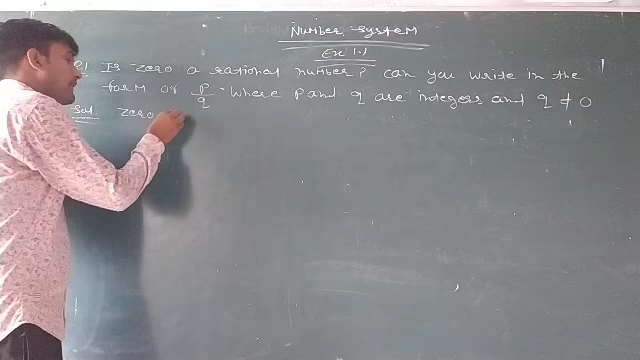 Number system
Ex 1.1
Q1 Is zero a rational number? can you write in the
form of p/q. Where p and q are integers and q ≠ 0
Sol Zero